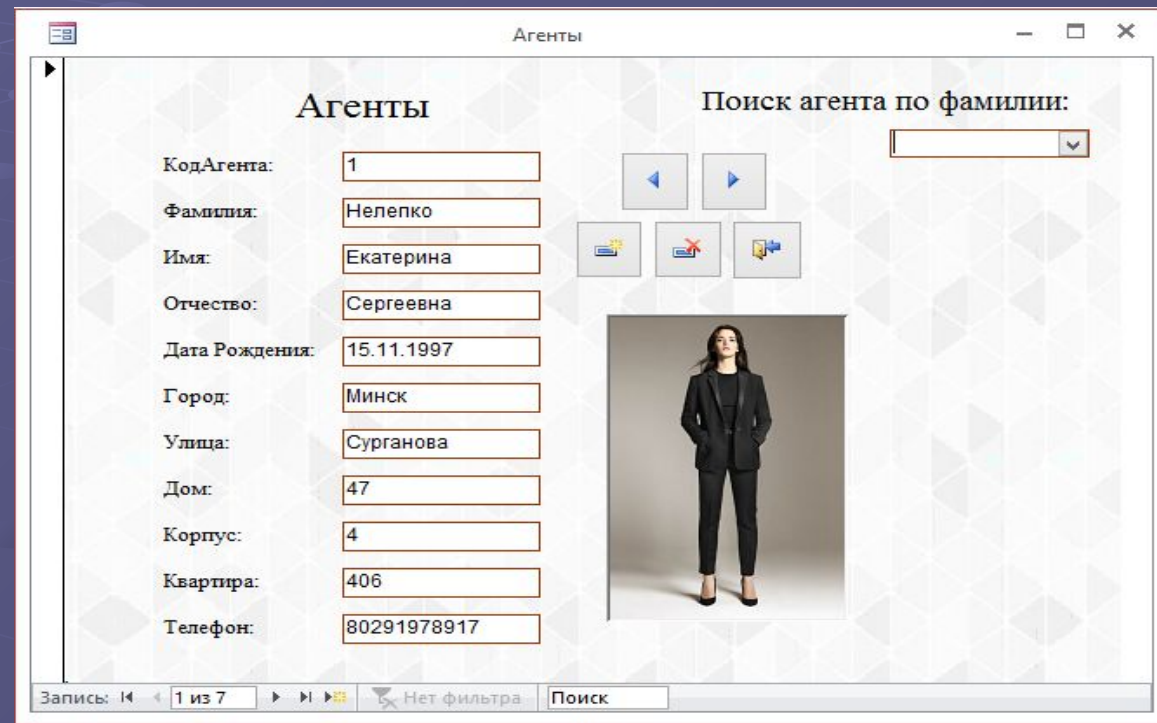 Агенты
Агенты
Поиск агента по фамилии:
КодАгента: 1
Фамилия: Нелепко
Имя: Екатерина
Отчество: Сергеевна
Дата Рождения: 15.11.1997
Город: Минск
Улица: Сурганова
Дом: 47
Корпус: 4
Квартира: 406
Телефон: 80291978917
Запись: 1 из 7 Нет фильтра Поиск